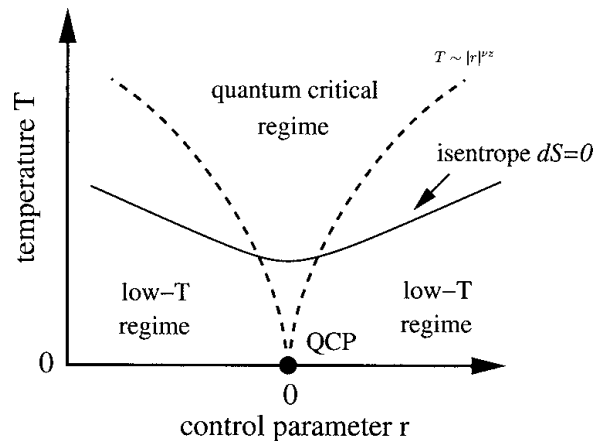 temperature T
T ~ |r|^{νz}
quantum critical
regime
isentrope dS=0
low–T
regime
low–T
regime
QCP
0
0
control parameter r